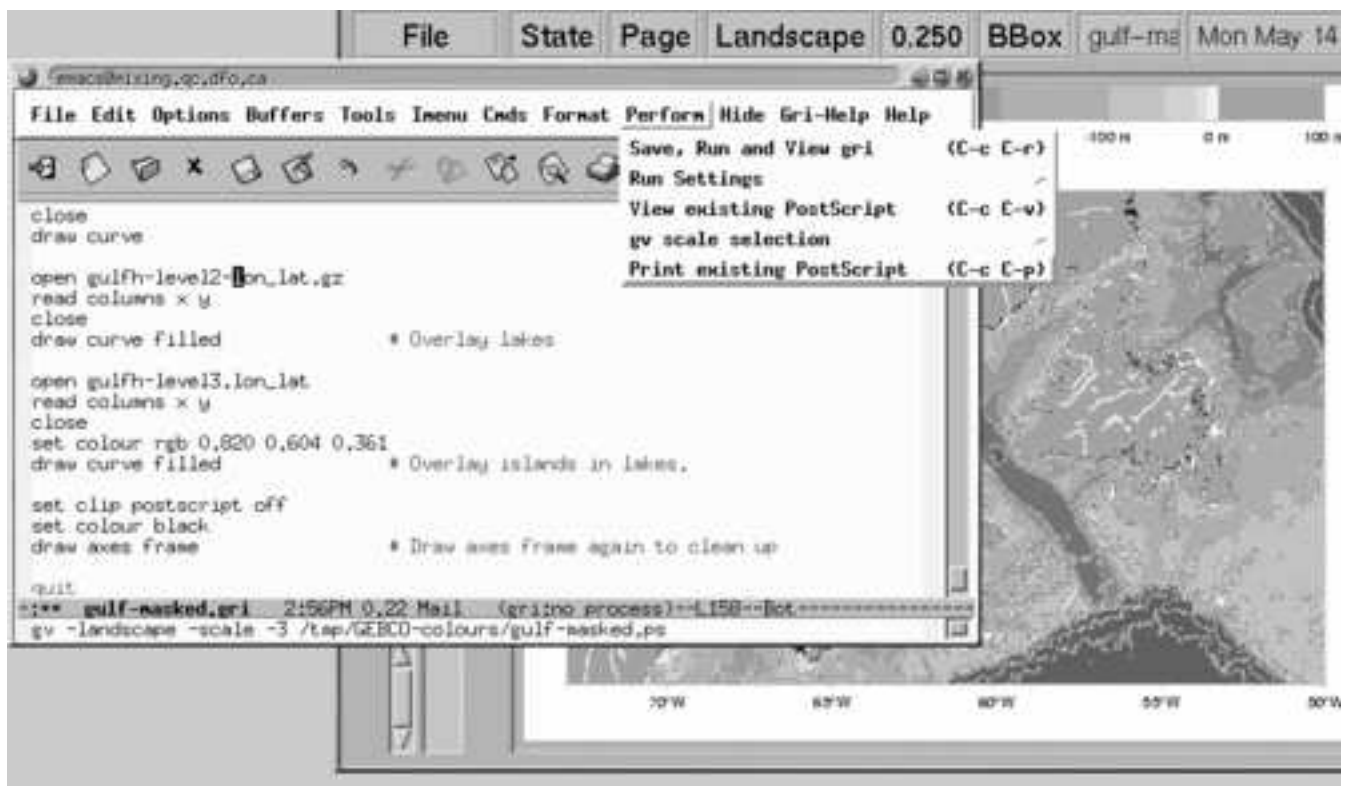 File State Page Landscape 0.250 BBox gulf-ma Mon May 14
emacs@mixing.qc.dfo.ca
File Edit Options Buffers Tools Imenu Cmds Format Perform Hide Gri-Help Help
Save, Run and View gri (C-c C-r)
Run Settings
View existing PostScript (C-c C-v)
gv scale selection
Print existing PostScript (C-c C-p)
-100 m 0 m 100 m
close
draw curve
open gulfh-level2-lon_lat.gz
read columns x y
close
draw curve filled # Overlay lakes
open gulfh-level3.lon_lat
read columns x y
close
set colour rgb 0.820 0.604 0.361
draw curve filled # Overlay islands in lakes.
set clip postscript off
set colour black
draw axes frame # Draw axes frame again to clean up
quit
-:** gulf-masked.gri 2:56PM 0.22 Mail (gri:no process)--L158--Bot----------------
gv -landscape -scale -3 /tmp/GEBCO-colours/gulf-masked.ps
70°W 65°W 60°W 55°W 50°W